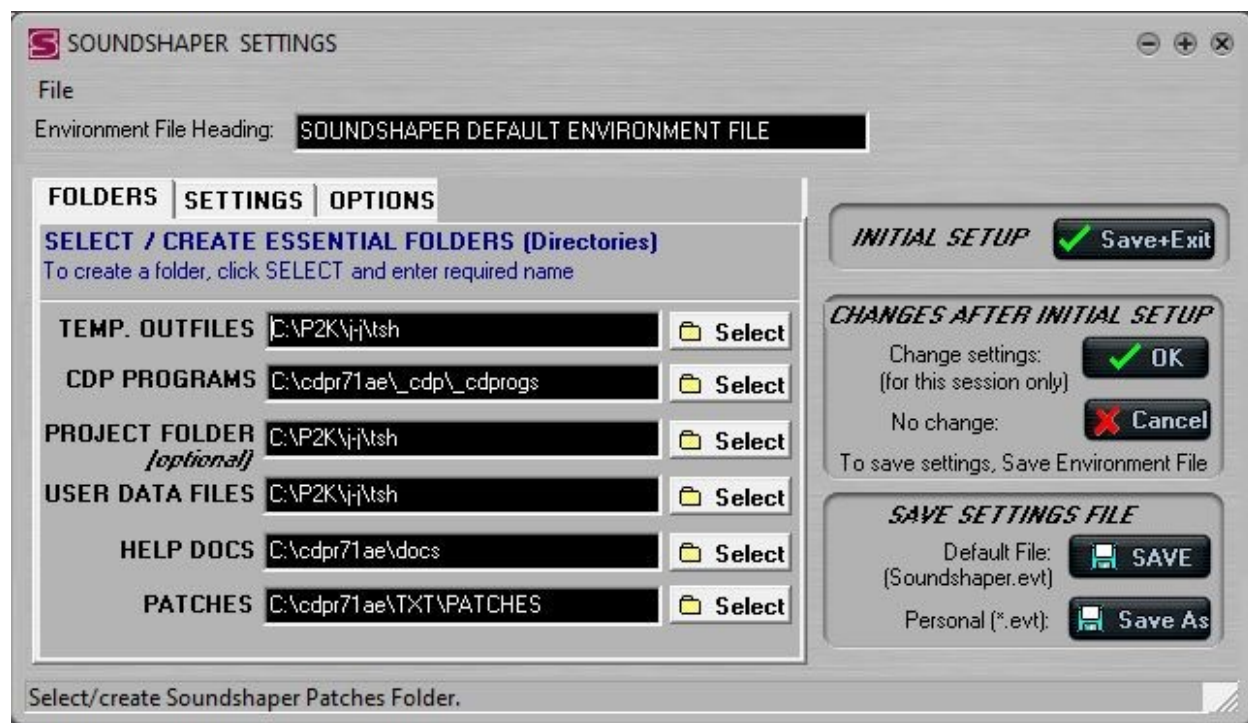 SOUNDSHAPER SETTINGS
File
Environment File Heading: SOUNDSHAPER DEFAULT ENVIRONMENT FILE
FOLDERS SETTINGS OPTIONS
SELECT / CREATE ESSENTIAL FOLDERS (Directories)
To create a folder, click SELECT and enter required name
TEMP. OUTFILES C:\P2K\j-j\tsh Select
CDP PROGRAMS C:\cdpr71ae\_cdp\_cdprogs Select
PROJECT FOLDER C:\P2K\j-j\tsh Select
[optional]
USER DATA FILES C:\P2K\j-j\tsh Select
HELP DOCS C:\cdpr71ae\docs Select
PATCHES C:\cdpr71ae\TXT\PATCHES Select
INITIAL SETUP Save+Exit
CHANGES AFTER INITIAL SETUP
Change settings: OK
(for this session only)
No change: Cancel
To save settings, Save Environment File
SAVE SETTINGS FILE
Default File: SAVE
(Soundshaper.evt)
Personal (*.evt): Save As
Select/create Soundshaper Patches Folder.